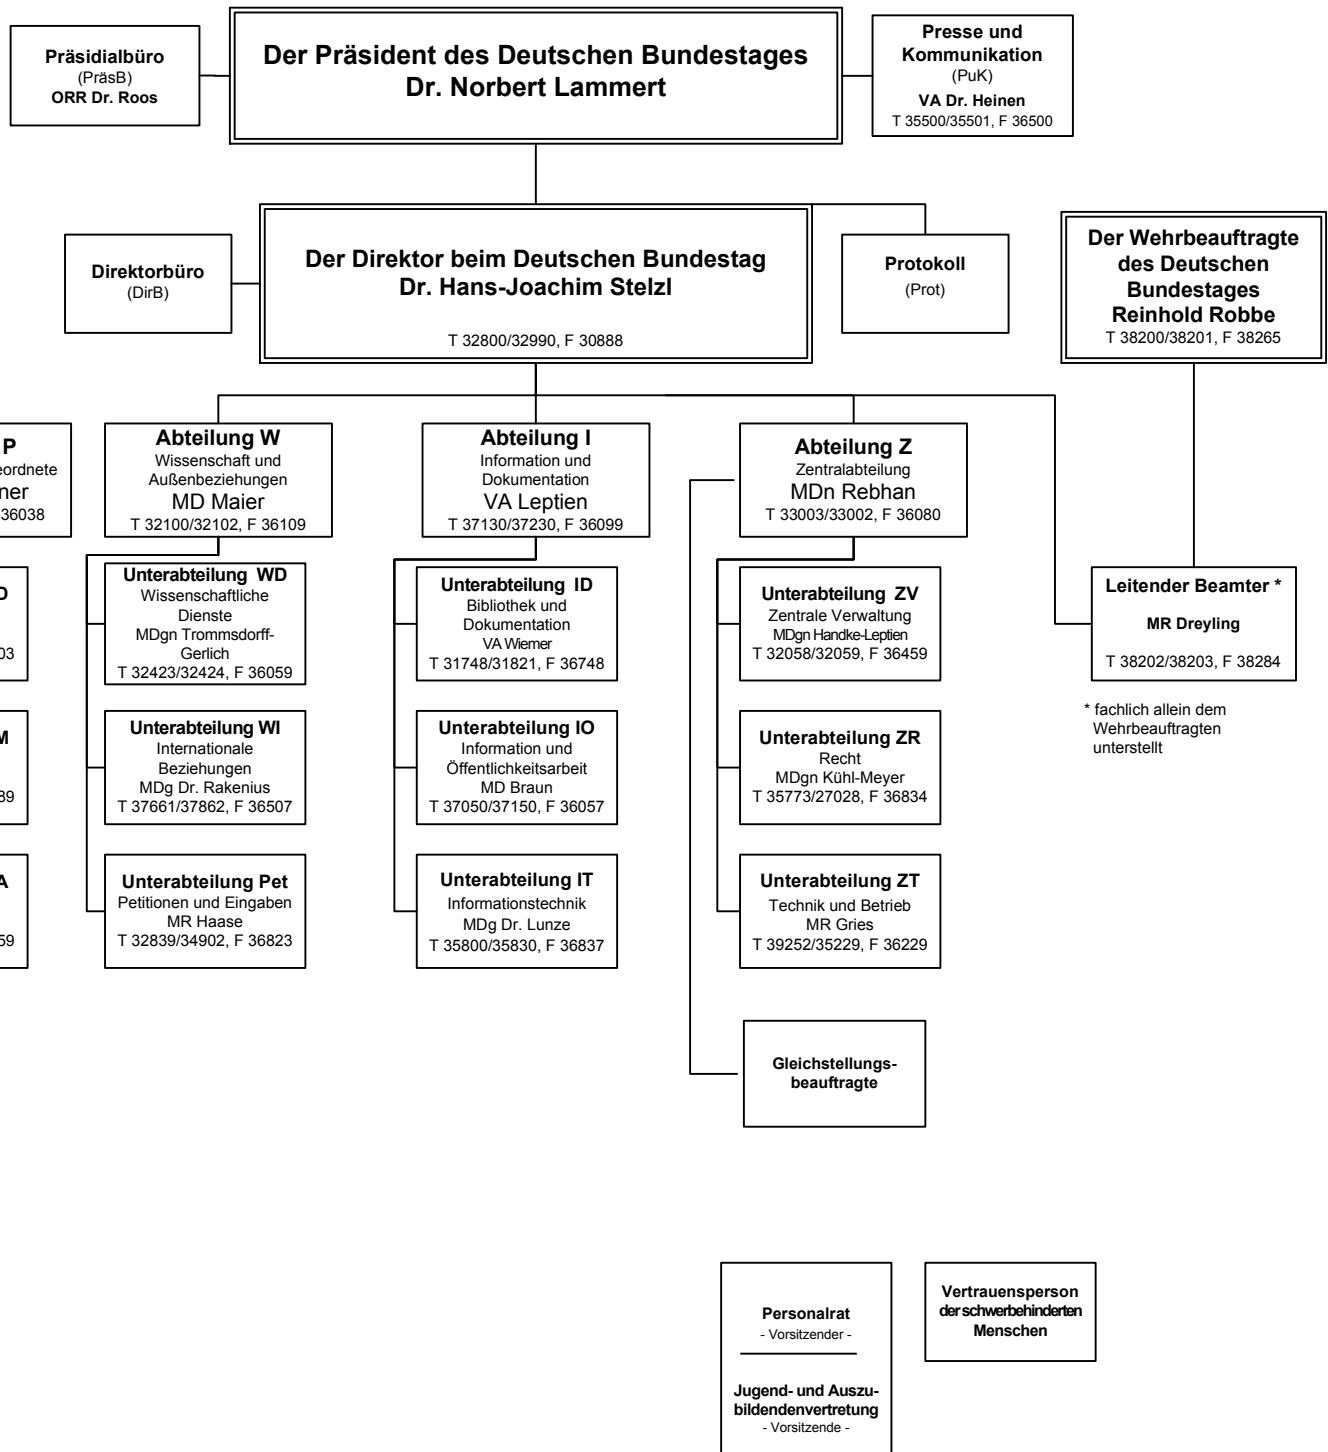 Präsidialbüro
(PräsB)
ORR Dr. Roos
Der Präsident des Deutschen Bundestages
Dr. Norbert Lammert
Presse und
Kommunikation
(PuK)
VA Dr. Heinen
T 35500/35501, F 36500
Direktorbüro
(DirB)
Der Direktor beim Deutschen Bundestag
Dr. Hans-Joachim Stelzl
T 32800/32990, F 30888
Protokoll
(Prot)
Der Wehrbeauftragte
des Deutschen
Bundestages
Reinhold Robbe
T 38200/38201, F 38265
P
eordnete
ner
36038
Abteilung W
Wissenschaft und
Außenbeziehungen
MD Maier
T 32100/32102, F 36109
Abteilung I
Information und
Dokumentation
VA Leptien
T 37130/37230, F 36099
Abteilung Z
Zentralabteilung
MDn Rebhan
T 33003/33002, F 36080
03
Unterabteilung WD
Wissenschaftliche
Dienste
MDgn Trommsdorff-
Gerlich
T 32423/32424, F 36059
Unterabteilung ID
Bibliothek und
Dokumentation
VA Wiemer
T 31748/31821, F 36748
Unterabteilung ZV
Zentrale Verwaltung
MDgn Handke-Leptien
T 32058/32059, F 36459
Leitender Beamter *
MR Dreyling
T 38202/38203, F 38284
* fachlich allein dem
Wehrbeauftragten
unterstellt
M
39
Unterabteilung WI
Internationale
Beziehungen
MDg Dr. Rakenius
T 37661/37862, F 36507
Unterabteilung IO
Information und
Öffentlichkeitsarbeit
MD Braun
T 37050/37150, F 36057
Unterabteilung ZR
Recht
MDgn Kühl-Meyer
T 35773/27028, F 36834
A
59
Unterabteilung Pet
Petitionen und Eingaben
MR Haase
T 32839/34902, F 36823
Unterabteilung IT
Informationstechnik
MDg Dr. Lunze
T 35800/35830, F 36837
Unterabteilung ZT
Technik und Betrieb
MR Gries
T 39252/35229, F 36229
Gleichstellungs-
beauftragte
Personalrat
- Vorsitzender -
Jugend- und Auszu-
bildendenvertretung
- Vorsitzende -
Vertrauensperson
der schwerbehinderten
Menschen